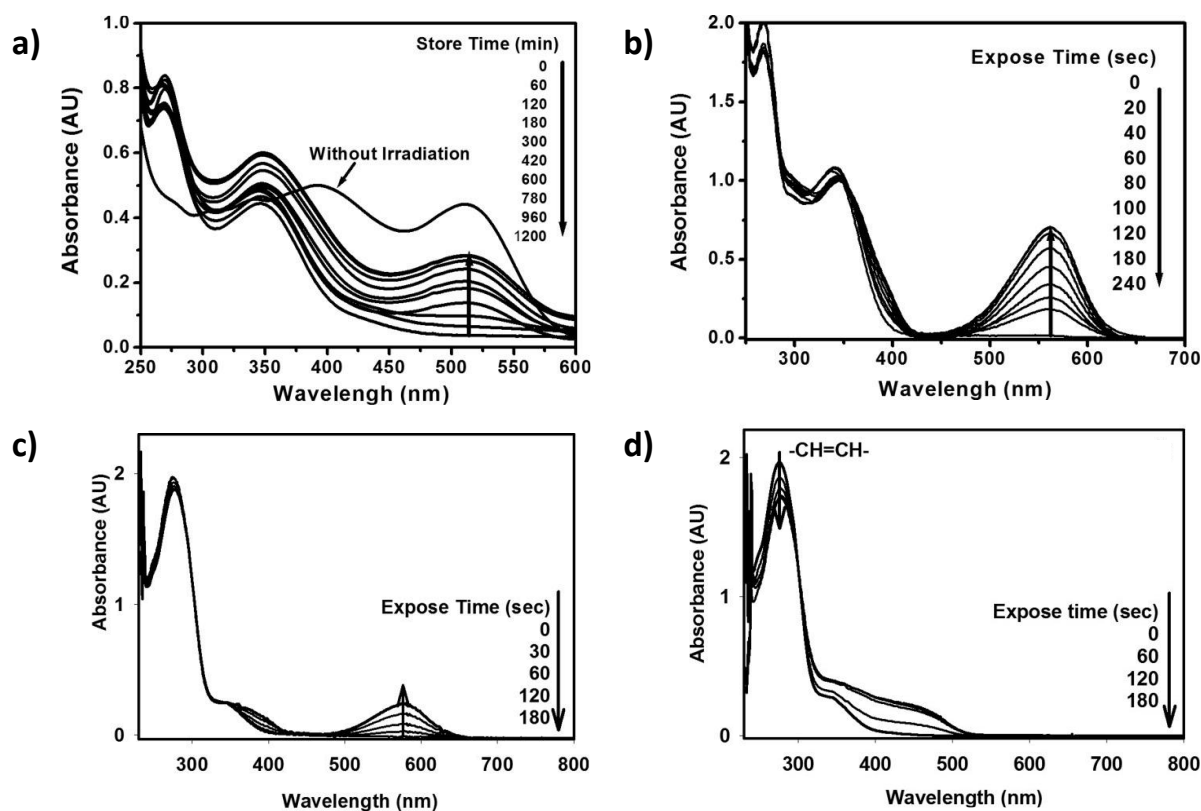 a)
Store Time (min)
0
60
120
180
300
420
600
780
960
1200
Without Irradiation
1.0
0.8
0.6
0.4
0.2
0.0
Absorbance (AU)
250 300 350 400 450 500 550 600
Wavelengh (nm)
b)
Expose Time (sec)
0
20
40
60
80
100
120
180
240
2.0
1.5
1.0
0.5
0.0
Absorbance (AU)
300 400 500 600 700
Wavelengh (nm)
c)
Expose Time (sec)
0
30
60
120
180
2
1
0
Absorbance (AU)
300 400 500 600 700 800
Wavelength (nm)
d)
-CH=CH-
Expose time (sec)
0
60
120
180
2
1
0
Absorbance (AU)
300 400 500 600 700 800
Wavelength (nm)